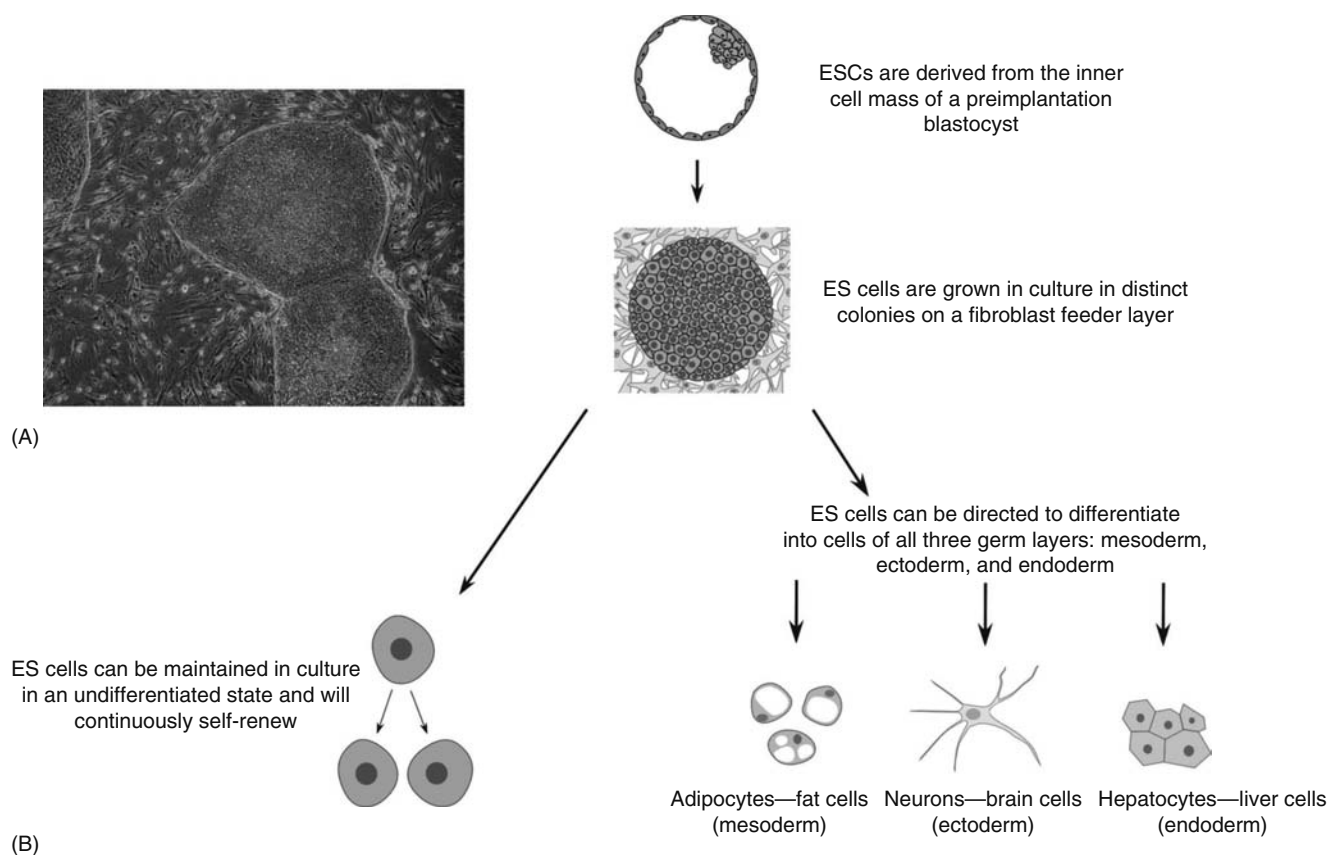 ESCs are derived from the inner
cell mass of a preimplantation
blastocyst
ES cells are grown in culture in distinct
colonies on a fibroblast feeder layer
(A)
ES cells can be directed to differentiate
into cells of all three germ layers: mesoderm,
ectoderm, and endoderm
ES cells can be maintained in culture
in an undifferentiated state and will
continuously self-renew
Adipocytes—fat cells
(mesoderm)
Neurons—brain cells
(ectoderm)
Hepatocytes—liver cells
(endoderm)
(B)